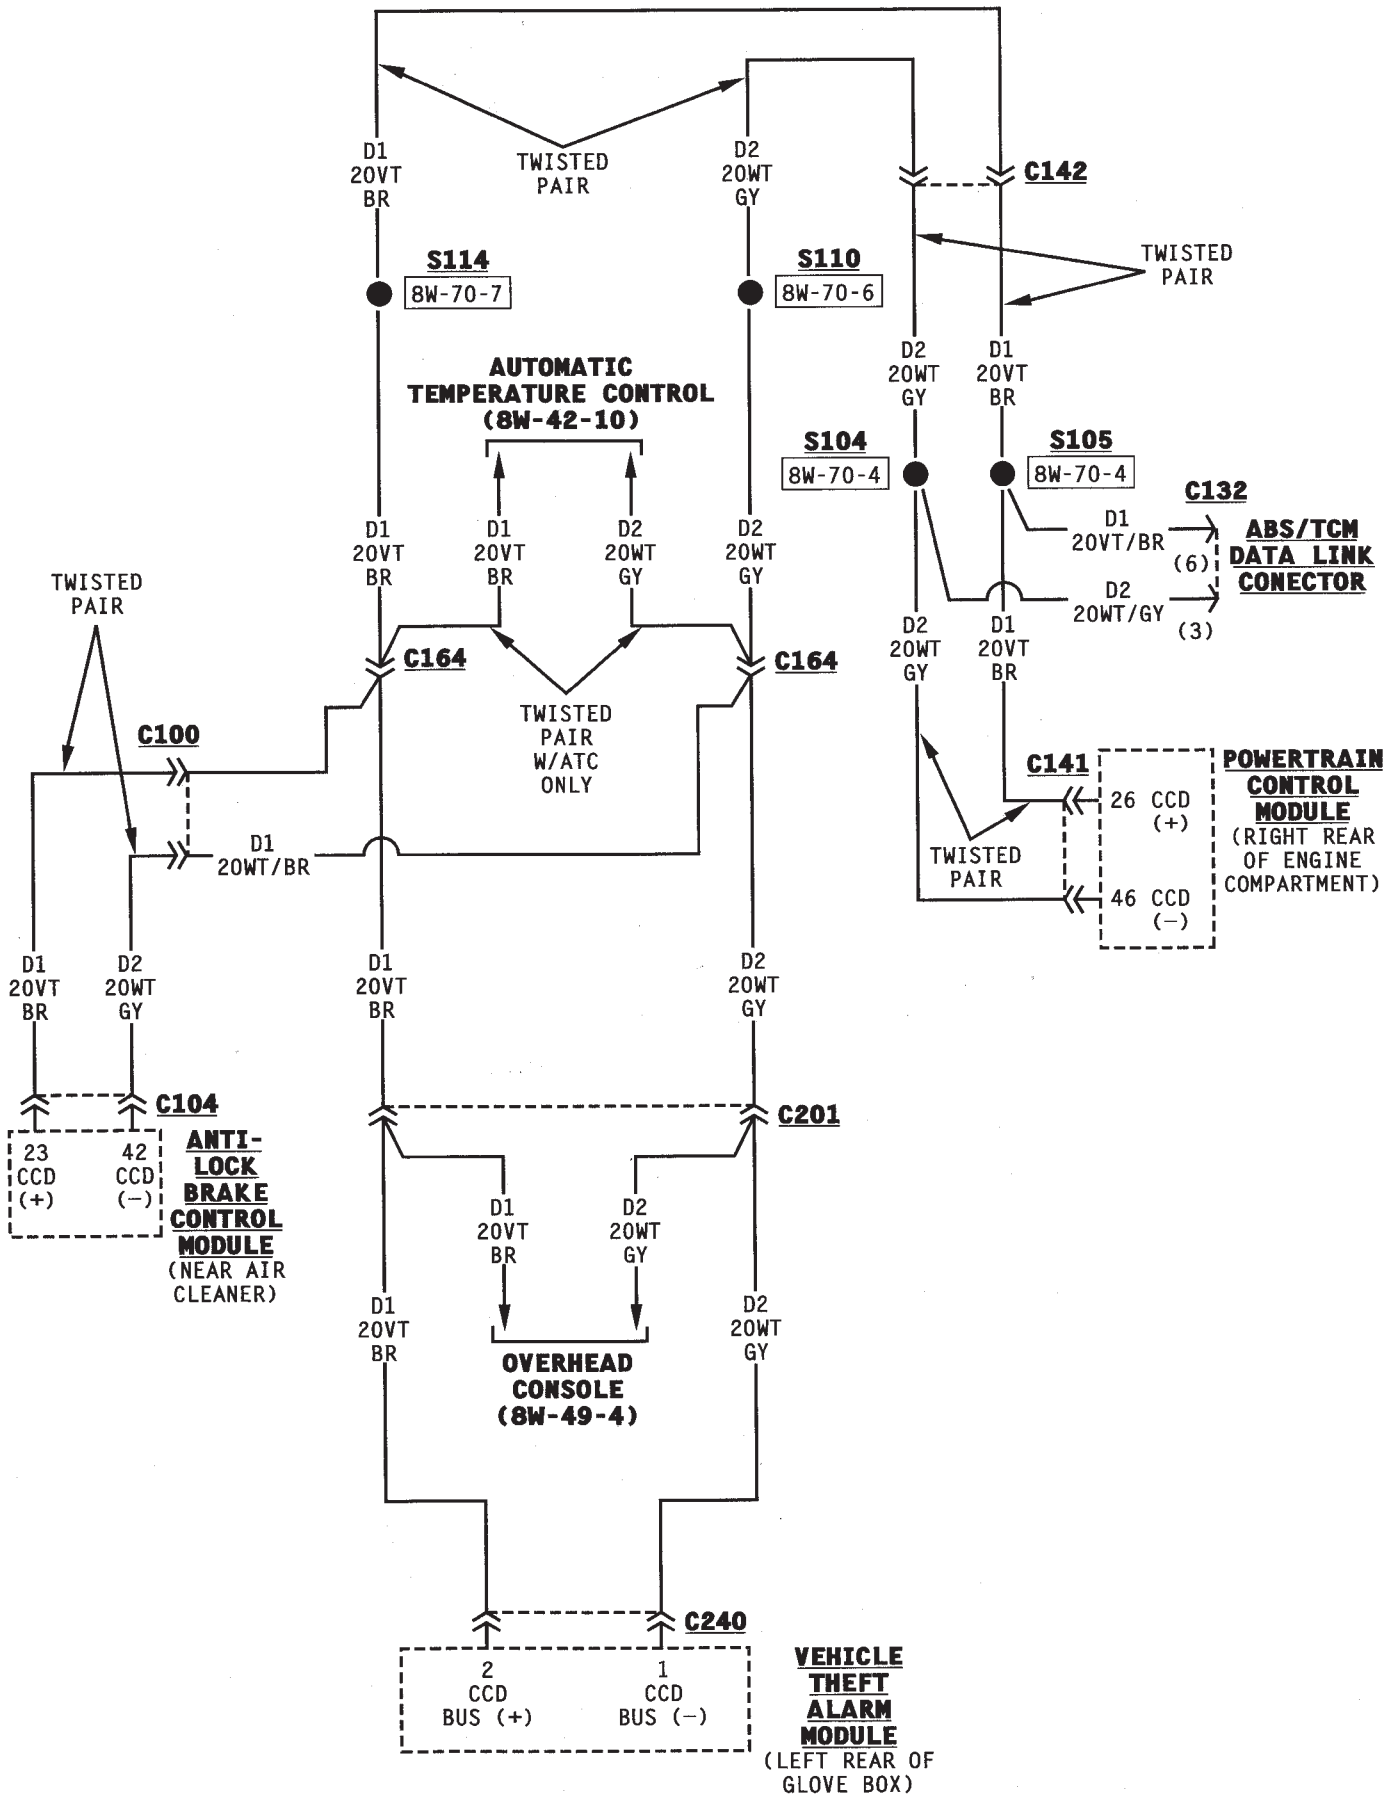 D1
20VT
BR
TWISTED
PAIR
D2
20WT
GY
C142
TWISTED
PAIR
S114
8W-70-7
S110
8W-70-6
D2
20WT
GY
D1
20VT
BR
AUTOMATIC
TEMPERATURE CONTROL
(8W-42-10)
S104
8W-70-4
S105
8W-70-4
C132
D1
20VT/BR
(6)
ABS/TCM
DATA LINK
CONECTOR
D2
20WT/GY
(3)
D1
20VT
BR
D1
20VT
BR
D2
20WT
GY
D2
20WT
GY
TWISTED
PAIR
D2
20WT
GY
D1
20VT
BR
C164
C164
TWISTED
PAIR
W/ATC
ONLY
C100
D1
20WT/BR
C141
26 CCD
(+)
46 CCD
(−)
POWERTRAIN
CONTROL
MODULE
(RIGHT REAR
OF ENGINE
COMPARTMENT)
TWISTED
PAIR
D1
20VT
BR
D2
20WT
GY
D1
20VT
BR
D2
20WT
GY
C104
23
CCD
(+)
42
CCD
(−)
ANTI-
LOCK
BRAKE
CONTROL
MODULE
(NEAR AIR
CLEANER)
C201
D1
20VT
BR
D2
20WT
GY
D1
20VT
BR
D2
20WT
GY
OVERHEAD
CONSOLE
(8W-49-4)
C240
2
CCD
BUS (+)
1
CCD
BUS (−)
VEHICLE
THEFT
ALARM
MODULE
(LEFT REAR OF
GLOVE BOX)